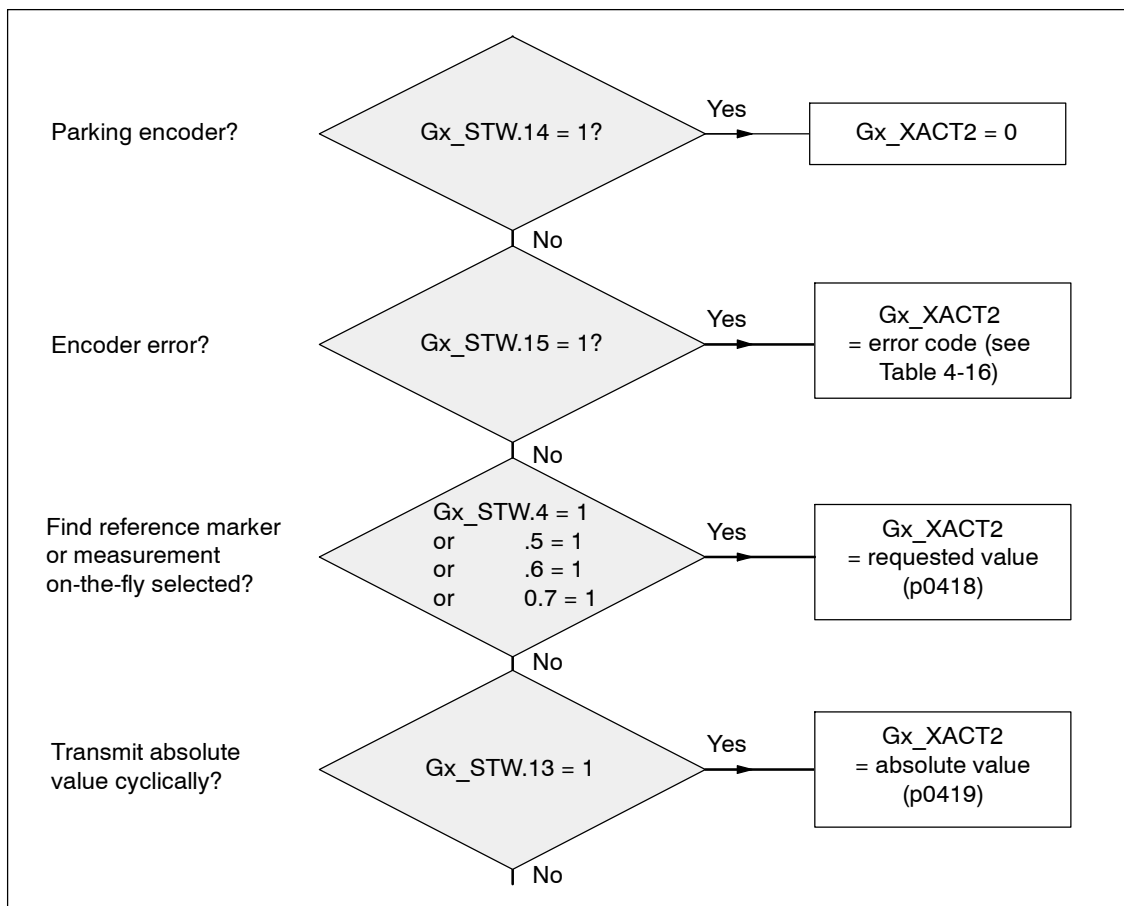 Parking encoder?
Gx_STW.14 = 1?
Yes
Gx_XACT2 = 0
No
Encoder error?
Gx_STW.15 = 1?
Yes
Gx_XACT2
= error code (see
Table 4-16)
No
Find reference marker
or measurement
on-the-fly selected?
Gx_STW.4 = 1
or .5 = 1
or .6 = 1
or 0.7 = 1
Yes
Gx_XACT2
= requested value
(p0418)
No
Transmit absolute
value cyclically?
Gx_STW.13 = 1
Yes
Gx_XACT2
= absolute value
(p0419)
No